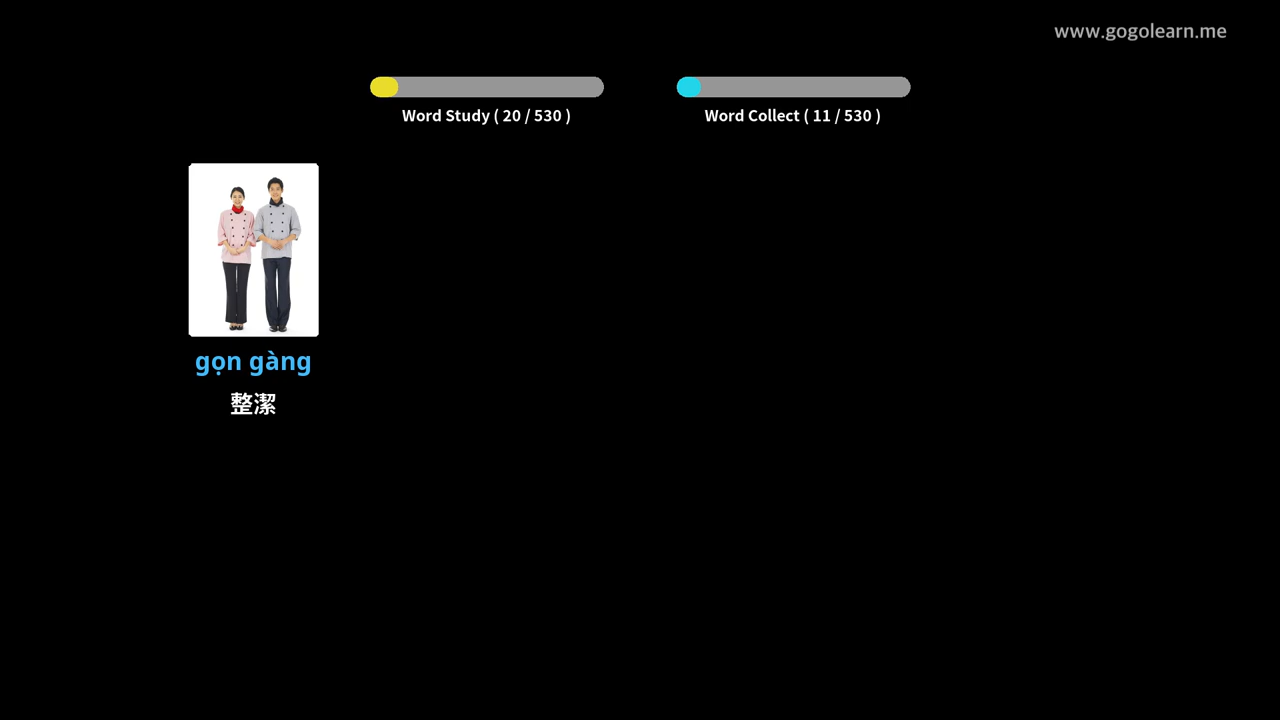 www.gogolearn.me
Word Study ( 20 / 530 )
Word Collect ( 11 / 530 )
gọn gàng
整潔